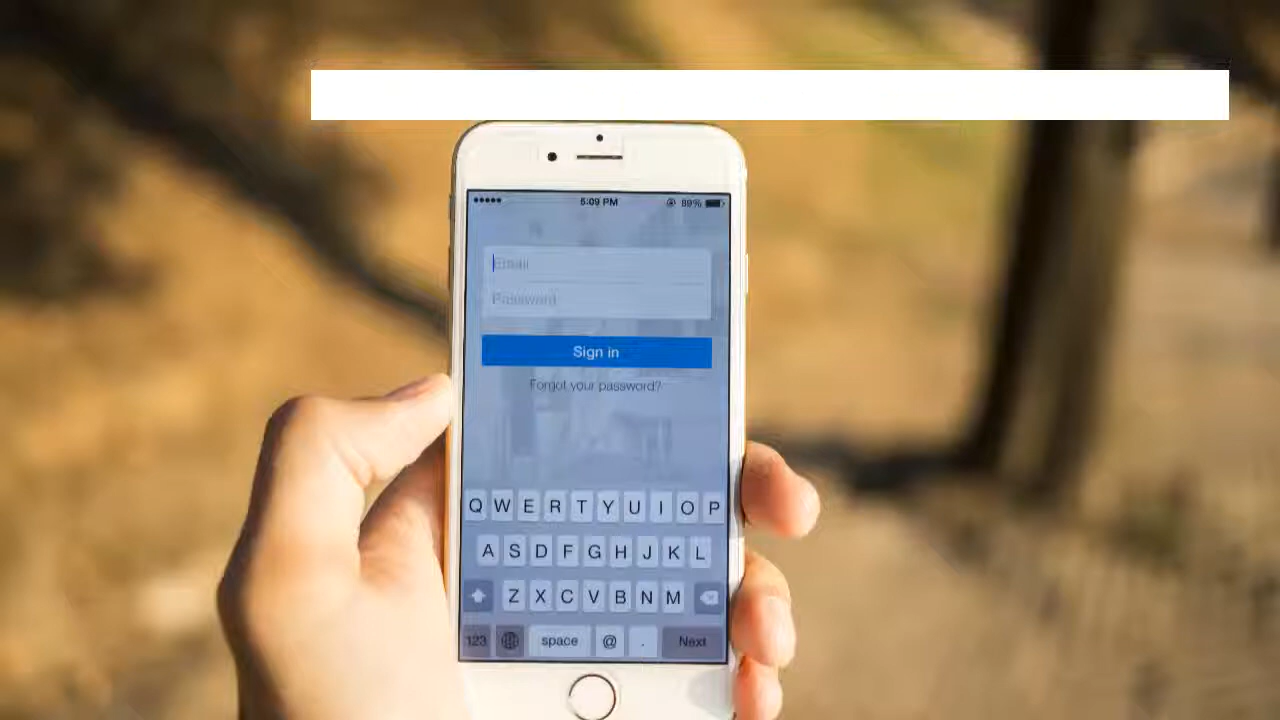 5:09 PM 89%
Email
Password
Sign in
Forgot your password?
Q W E R T Y U I O P
A S D F G H J K L
Z X C V B N M
123 space @ . Next